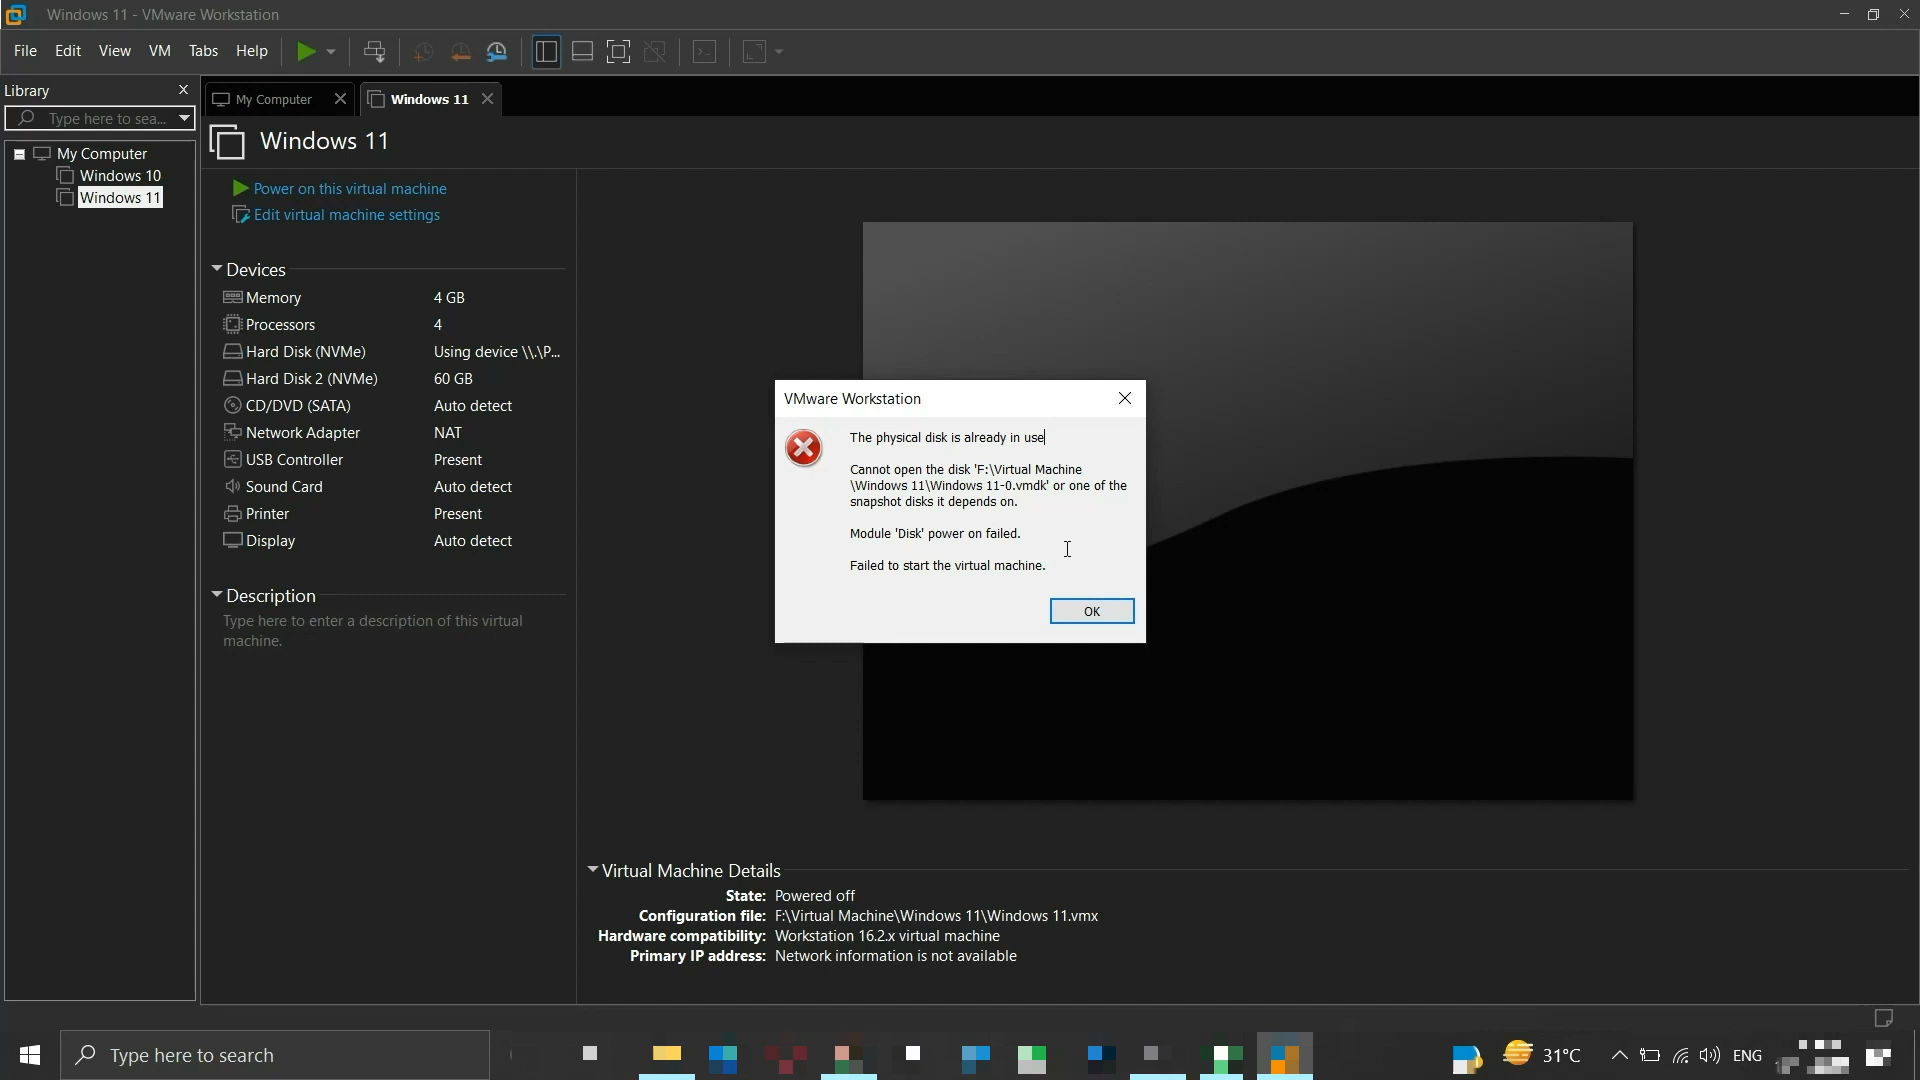 Windows 11 - VMware Workstation
File Edit View VM Tabs Help
Library
Type here to sea...
My Computer
Windows 10
Windows 11
My Computer
Windows 11
Windows 11
Power on this virtual machine
Edit virtual machine settings
Devices
Memory 4 GB
Processors 4
Hard Disk (NVMe) Using device \\.\P...
Hard Disk 2 (NVMe) 60 GB
CD/DVD (SATA) Auto detect
Network Adapter NAT
USB Controller Present
Sound Card Auto detect
Printer Present
Display Auto detect
Description
Type here to enter a description of this virtual
machine.
VMware Workstation
The physical disk is already in use
Cannot open the disk 'F:\Virtual Machine
\Windows 11\Windows 11-0.vmdk' or one of the
snapshot disks it depends on.
Module 'Disk' power on failed.
Failed to start the virtual machine.
OK
Virtual Machine Details
State: Powered off
Configuration file: F:\Virtual Machine\Windows 11\Windows 11.vmx
Hardware compatibility: Workstation 16.2.x virtual machine
Primary IP address: Network information is not available
Type here to search
31°C
ENG